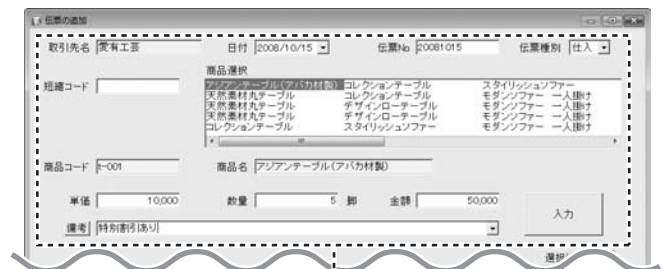 伝票の追加
取引先名 愛有工芸 日付 2008/10/15 伝票No 20081015 伝票種別 仕入
商品選択
短縮コード
アジアンテーブル(アバカ材製) コレクションテーブル スタイリッシュソファー
天然素材丸テーブル コレクションテーブル モダンソファー 一人掛け
天然素材丸テーブル デザインローテーブル モダンソファー 一人掛け
天然素材丸テーブル デザインローテーブル モダンソファー 一人掛け
コレクションテーブル スタイリッシュソファー モダンソファー 一人掛け
商品コード t-001 商品名 アジアンテーブル(アバカ材製)
単価 10,000 数量 5 脚 金額 50,000
入力
備考 特別割引あり
選択